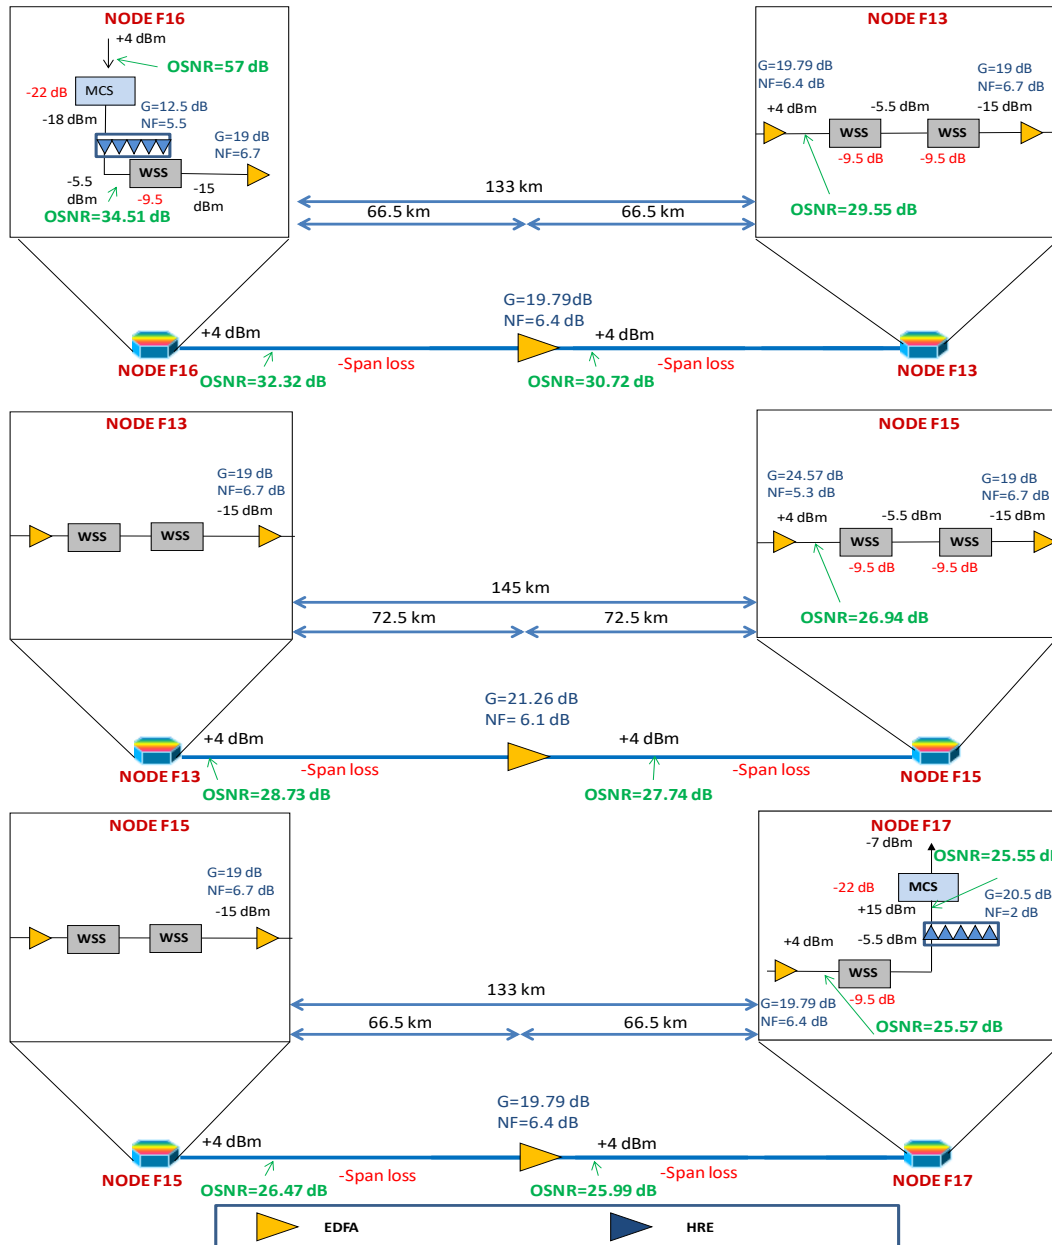 NODE F16
+4 dBm
OSNR=57 dB
-22 dB
MCS
G=12.5 dB
NF=5.5
-18 dBm
G=19 dB
NF=6.7
WSS
-5.5
dBm
-9.5
-15
dBm
OSNR=34.51 dB
NODE F13
G=19.79 dB
NF=6.4 dB
+4 dBm
-5.5 dBm
G=19 dB
NF=6.7 dB
-15 dBm
WSS
WSS
-9.5 dB
-9.5 dB
OSNR=29.55 dB
133 km
66.5 km
66.5 km
G=19.79dB
NF=6.4 dB
+4 dBm
+4 dBm
NODE F16
-Span loss
-Span loss
NODE F13
OSNR=32.32 dB
OSNR=30.72 dB
NODE F13
G=19 dB
NF=6.7 dB
-15 dBm
WSS
WSS
NODE F15
G=24.57 dB
NF=5.3 dB
+4 dBm
-5.5 dBm
G=19 dB
NF=6.7 dB
-15 dBm
WSS
WSS
-9.5 dB
-9.5 dB
OSNR=26.94 dB
145 km
72.5 km
72.5 km
G=21.26 dB
NF= 6.1 dB
+4 dBm
+4 dBm
NODE F13
-Span loss
-Span loss
NODE F15
OSNR=28.73 dB
OSNR=27.74 dB
NODE F15
G=19 dB
NF=6.7 dB
-15 dBm
WSS
WSS
NODE F17
-7 dBm
OSNR=25.55 dB
-22 dB
MCS
+15 dBm
G=20.5 dB
NF=2 dB
+4 dBm
-5.5 dBm
WSS
G=19.79 dB
NF=6.4 dB
-9.5 dB
OSNR=25.57 dB
133 km
66.5 km
66.5 km
G=19.79 dB
NF=6.4 dB
+4 dBm
+4 dBm
NODE F15
-Span loss
-Span loss
NODE F17
OSNR=26.47 dB
OSNR=25.99 dB
EDFA
HRE